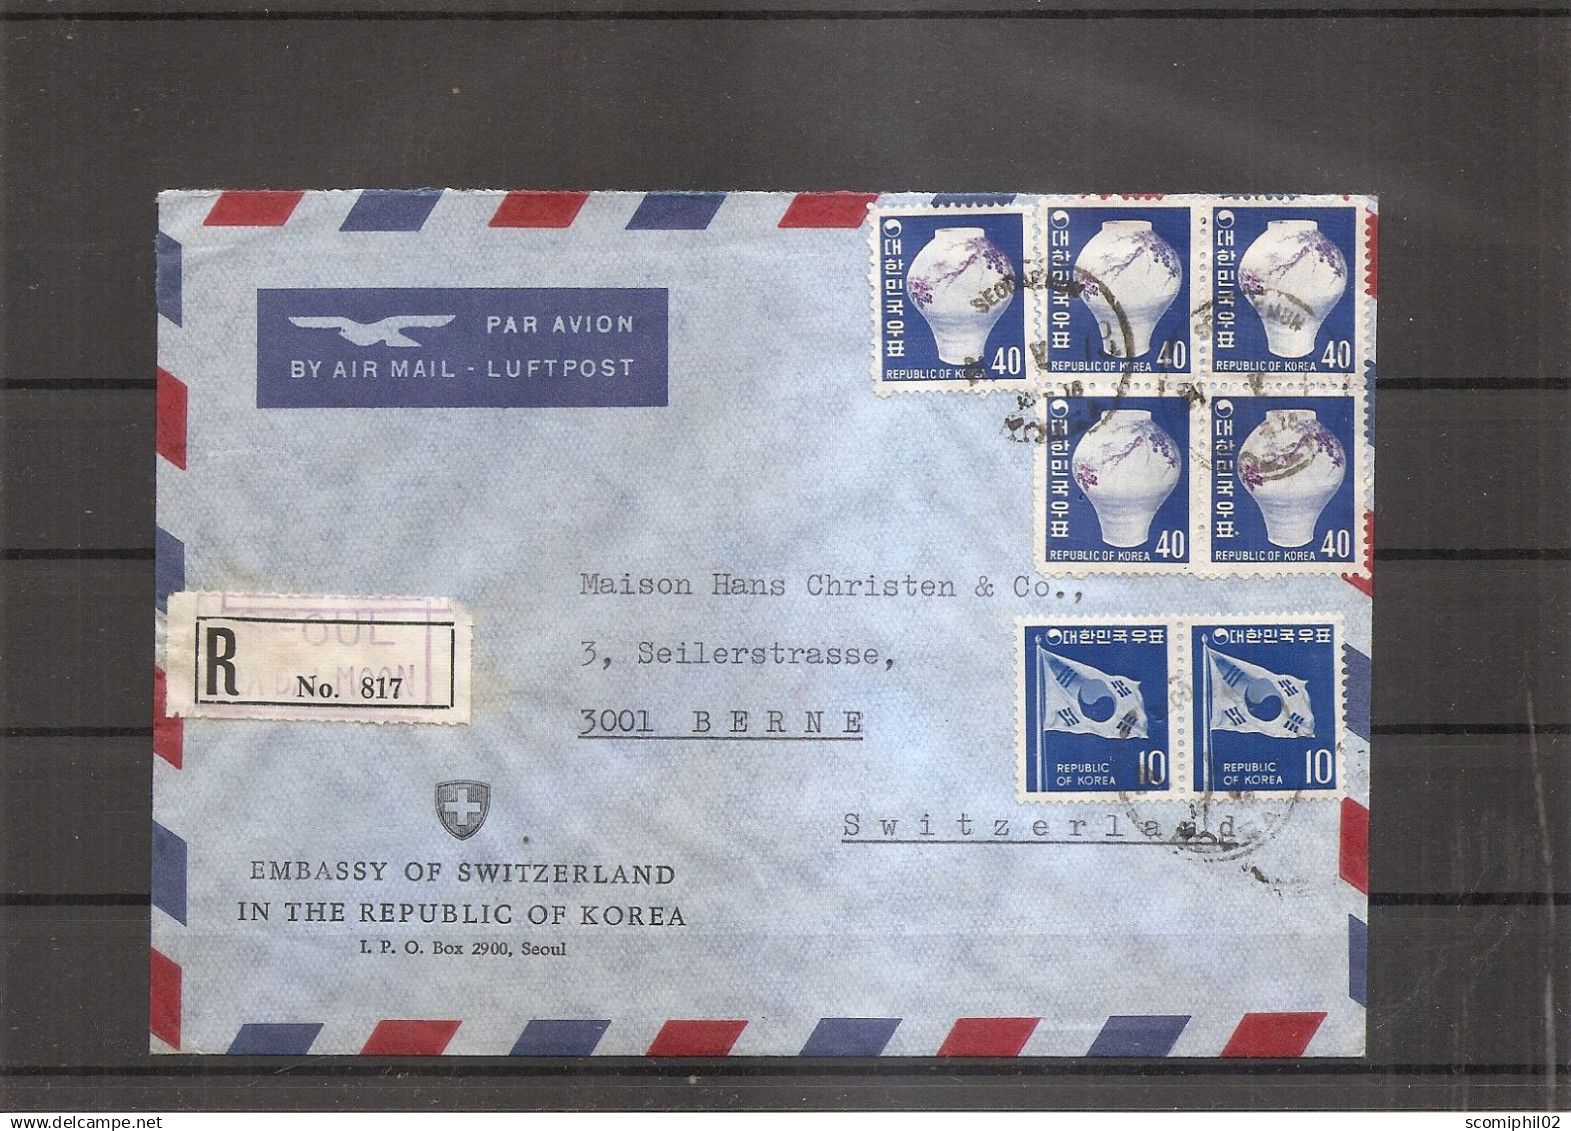 PAR AVION
BY AIR MAIL - LUFTPOST
대한민국우표
40
REPUBLIC OF KOREA
대한민국우표
40
REPUBLIC OF KOREA
대한민국우표
40
REPUBLIC OF KOREA
대한민국우표
REPUBLIC OF KOREA 40
대한민국우표
REPUBLIC OF KOREA 40
KOREA
Maison Hans Christen & Co.,
3, Seilerstrasse,
3001 BERNE
Switzerland
대한민국우표
REPUBLIC
OF KOREA 10
대한민국우표
REPUBLIC
OF KOREA 10
R
No. 817
EMBASSY OF SWITZERLAND
IN THE REPUBLIC OF KOREA
I. P. O. Box 2900, Seoul
Delcampe.net
scomiphil02